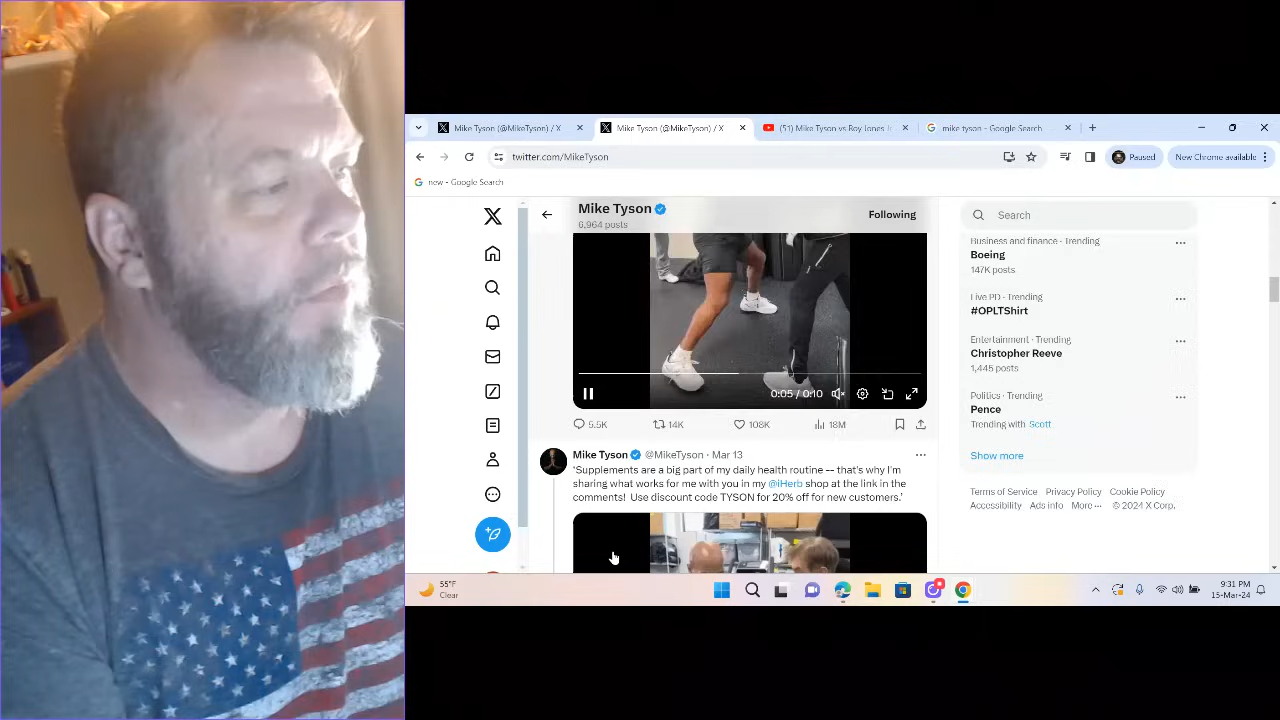 Mike Tyson (@MikeTyson) / X
Mike Tyson (@MikeTyson) / X
(51) Mike Tyson vs Roy Jones
mike tyson - Google Search
twitter.com/MikeTyson
Paused
New Chrome available
new - Google Search
Mike Tyson
6,964 posts
Following
Search
Business and finance · Trending
Boeing
147K posts
Live PD · Trending
#OPLTShirt
Entertainment · Trending
Christopher Reeve
1,445 posts
Politics · Trending
Pence
Trending with Scott
Show more
Terms of Service Privacy Policy Cookie Policy
Accessibility Ads info More ··· © 2024 X Corp.
0:05 / 0:10
5.5K 14K 108K 18M
Mike Tyson @MikeTyson · Mar 13
'Supplements are a big part of my daily health routine -- that's why I'm
sharing what works for me with you in my @iHerb shop at the link in the
comments! Use discount code TYSON for 20% off for new customers.'
55°F
Clear
9:31 PM
15-Mar-24